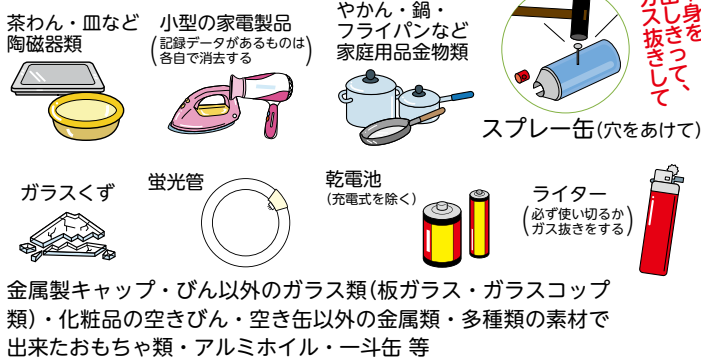 茶わん・皿など
陶磁器類
小型の家電製品
(記録データがあるものは
各自で消去する)
やかん・鍋・
フライパンなど
家庭用品金物類
身を
出しきって、
ガス抜きして
スプレー缶(穴をあけて)
ガラスくず
蛍光管
乾電池
(充電式を除く)
ライター
(必ず使い切るか
ガス抜きをする)
金属製キャップ・びん以外のガラス類(板ガラス・ガラスコップ
類)・化粧品の空きびん・空き缶以外の金属類・多種類の素材で
出来たおもちゃ類・アルミホイル・一斗缶 等